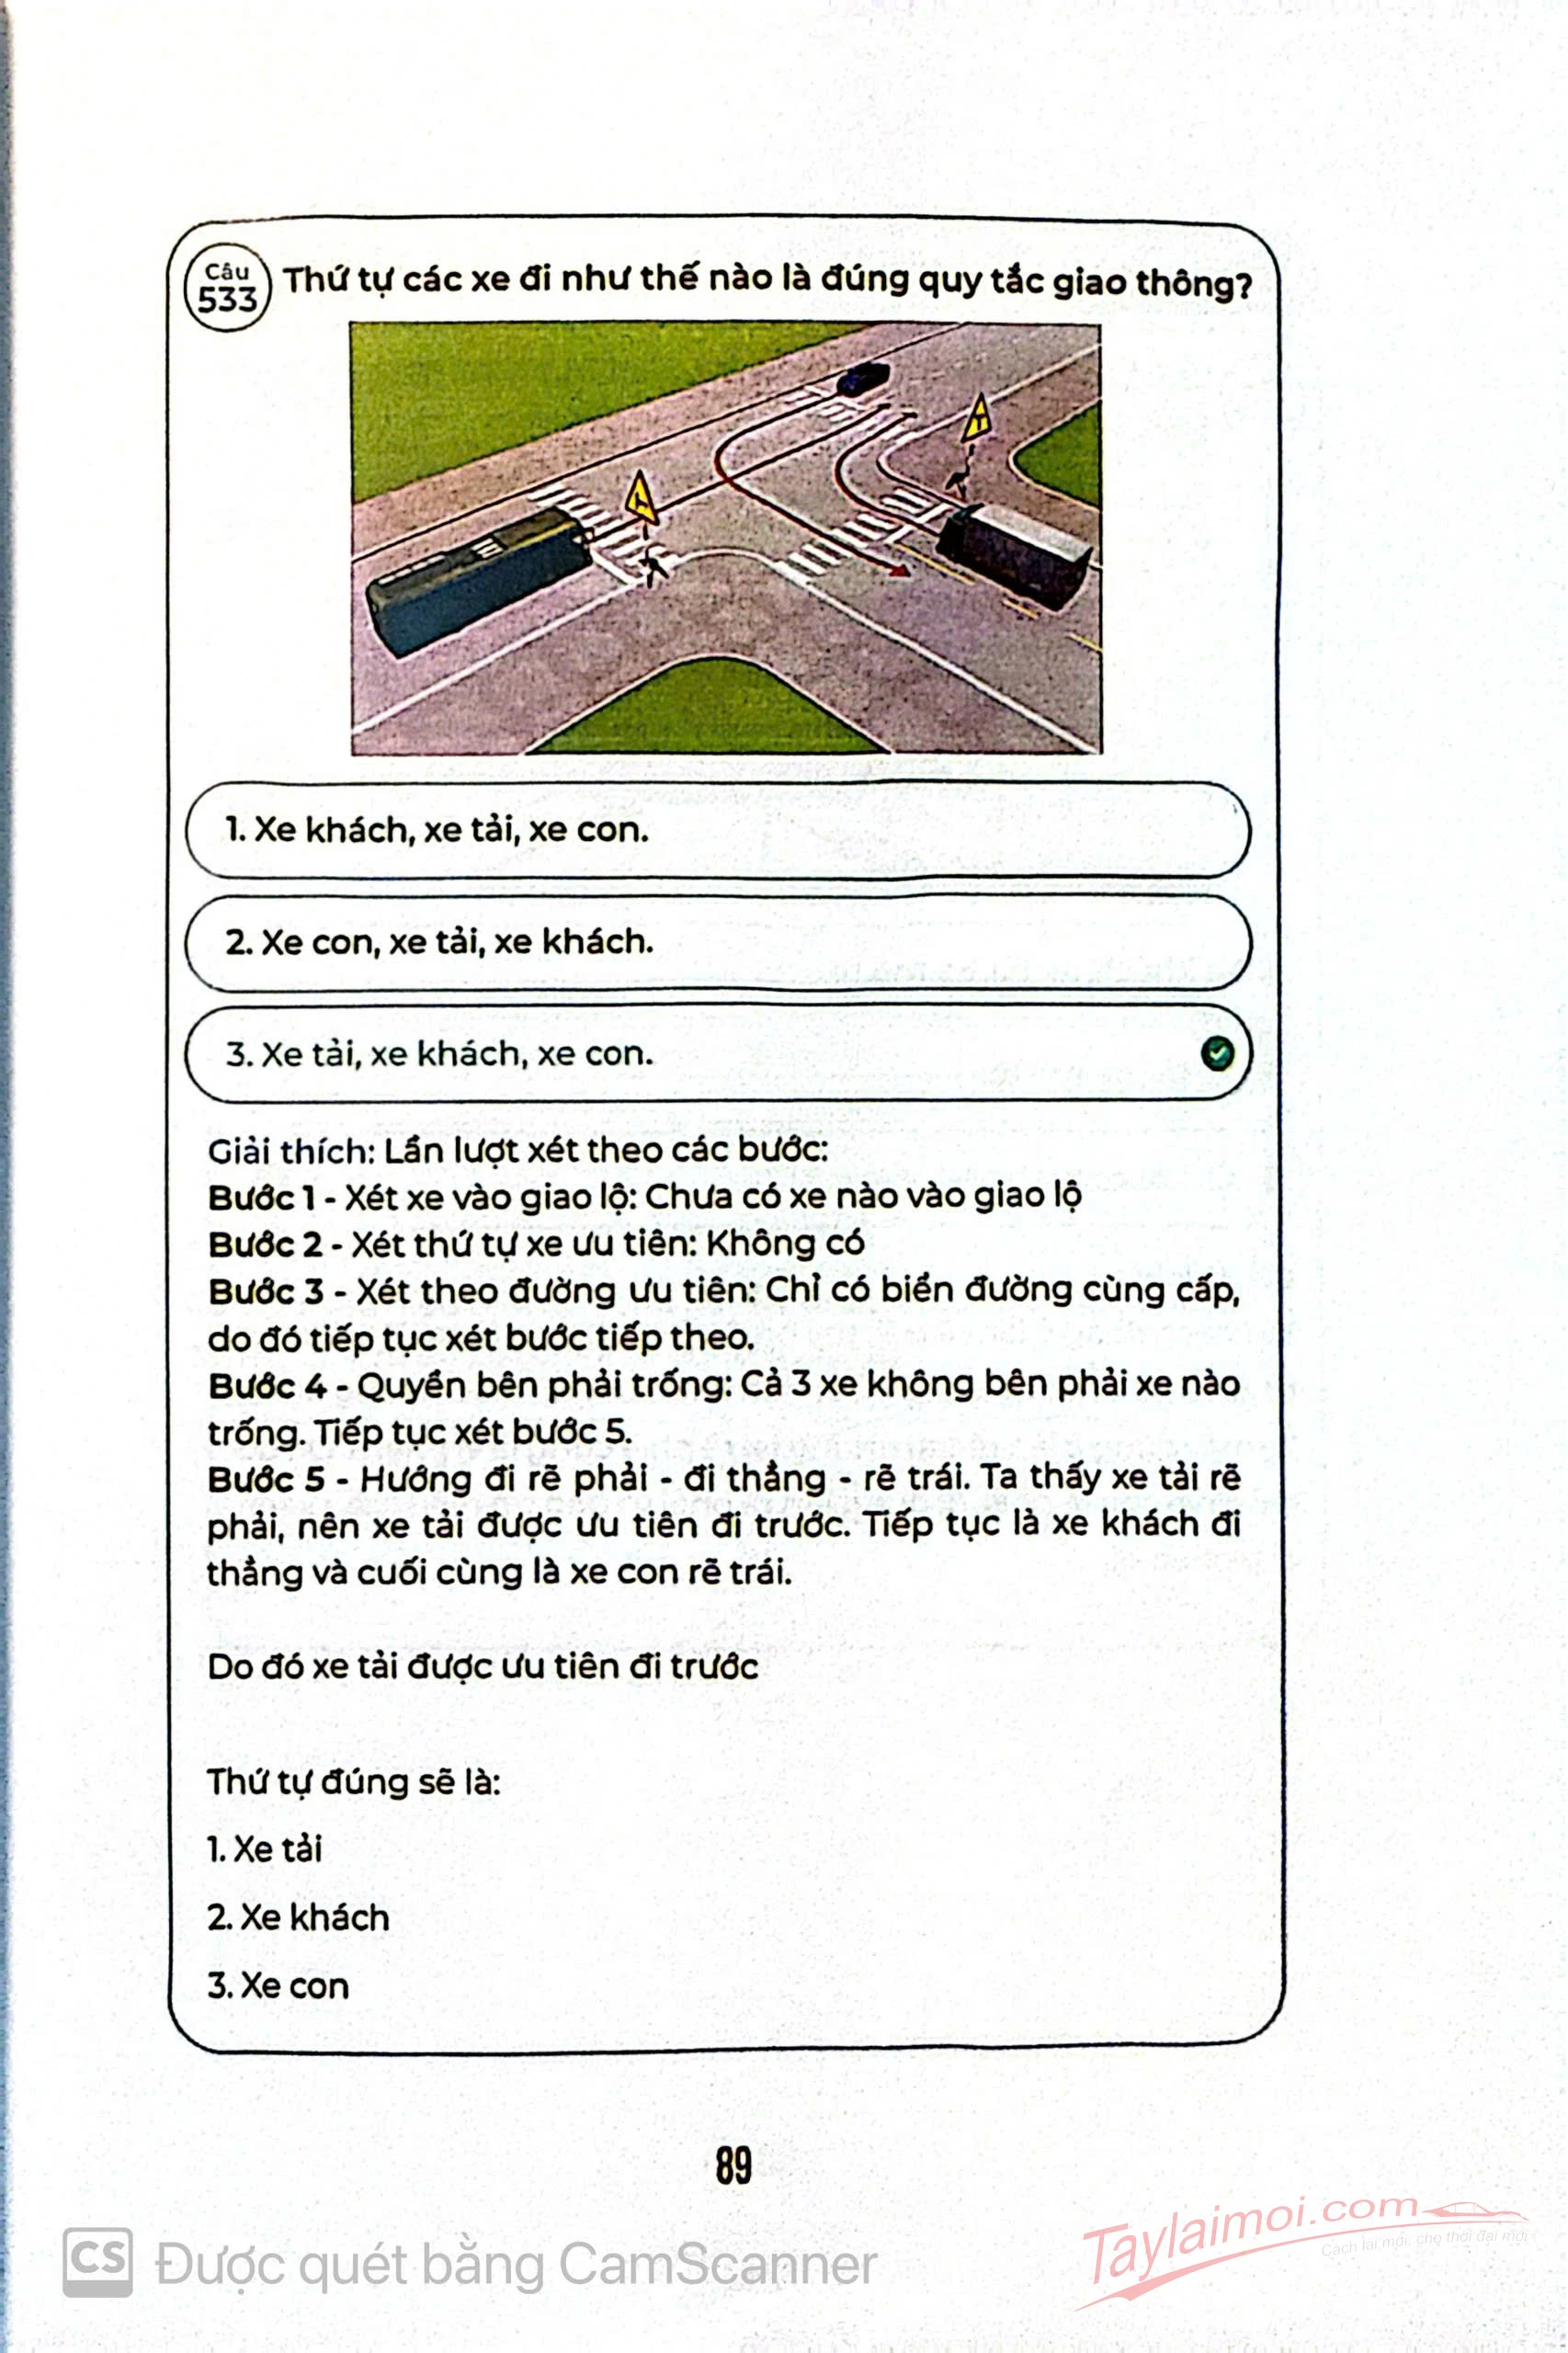 Câu
533
Thứ tự các xe đi như thế nào là đúng quy tắc giao thông?
1. Xe khách, xe tải, xe con.
2. Xe con, xe tải, xe khách.
3. Xe tải, xe khách, xe con.
Giải thích: Lần lượt xét theo các bước:
Bước 1 - Xét xe vào giao lộ: Chưa có xe nào vào giao lộ
Bước 2 - Xét thứ tự xe ưu tiên: Không có
Bước 3 - Xét theo đường ưu tiên: Chỉ có biển đường cùng cấp,
do đó tiếp tục xét bước tiếp theo.
Bước 4 - Quyền bên phải trống: Cả 3 xe không bên phải xe nào
trống. Tiếp tục xét bước 5.
Bước 5 - Hướng đi rẽ phải - đi thẳng - rẽ trái. Ta thấy xe tải rẽ
phải, nên xe tải được ưu tiên đi trước. Tiếp tục là xe khách đi
thẳng và cuối cùng là xe con rẽ trái.
Do đó xe tải được ưu tiên đi trước
Thứ tự đúng sẽ là:
1. Xe tải
2. Xe khách
3. Xe con
89
CS Được quét bằng CamScanner
Taylaimoi.com
Cách lái mới, cho thời đại mới